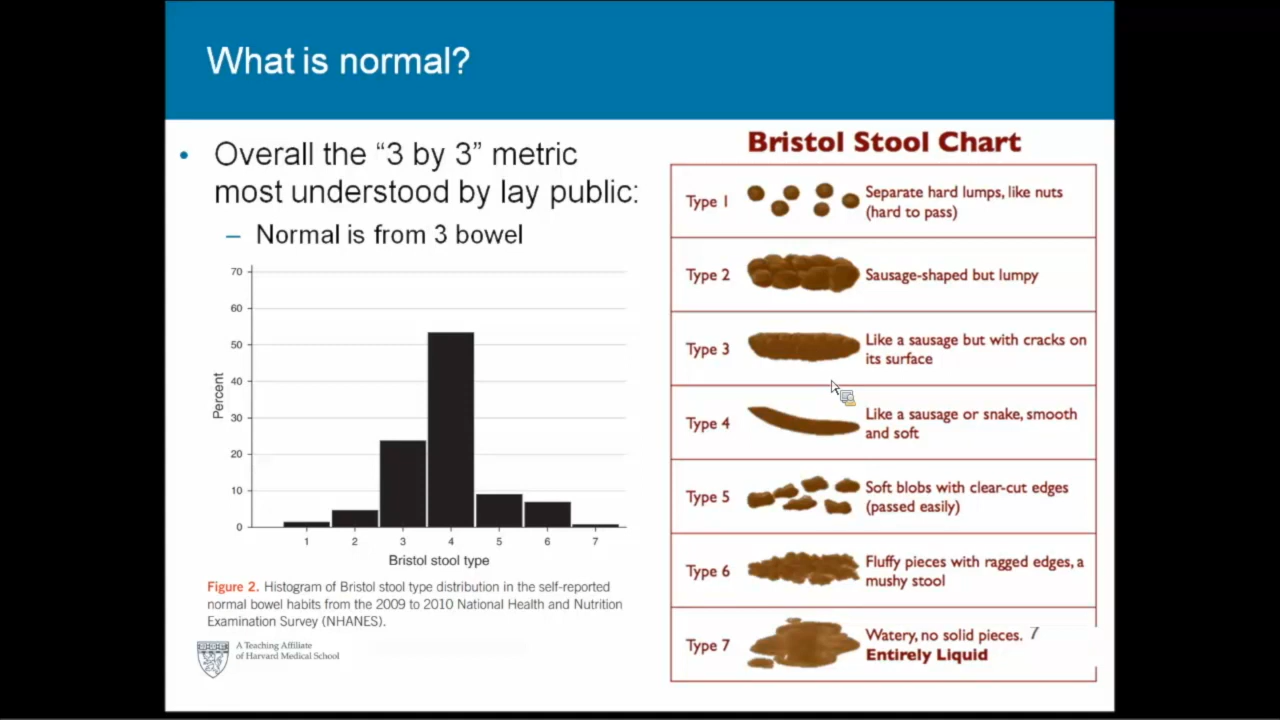 What is normal?
• Overall the “3 by 3” metric
most understood by lay public:
– Normal is from 3 bowel
70
60
50
40
30
20
10
0
Percent
1 2 3 4 5 6 7
Bristol stool type
Figure 2. Histogram of Bristol stool type distribution in the self-reported
normal bowel habits from the 2009 to 2010 National Health and Nutrition
Examination Survey (NHANES).
A Teaching Affiliate
of Harvard Medical School
Bristol Stool Chart
Type 1
Separate hard lumps, like nuts
(hard to pass)
Type 2
Sausage-shaped but lumpy
Type 3
Like a sausage but with cracks on
its surface
Type 4
Like a sausage or snake, smooth
and soft
Type 5
Soft blobs with clear-cut edges
(passed easily)
Type 6
Fluffy pieces with ragged edges, a
mushy stool
Type 7
Watery, no solid pieces.
Entirely Liquid
7